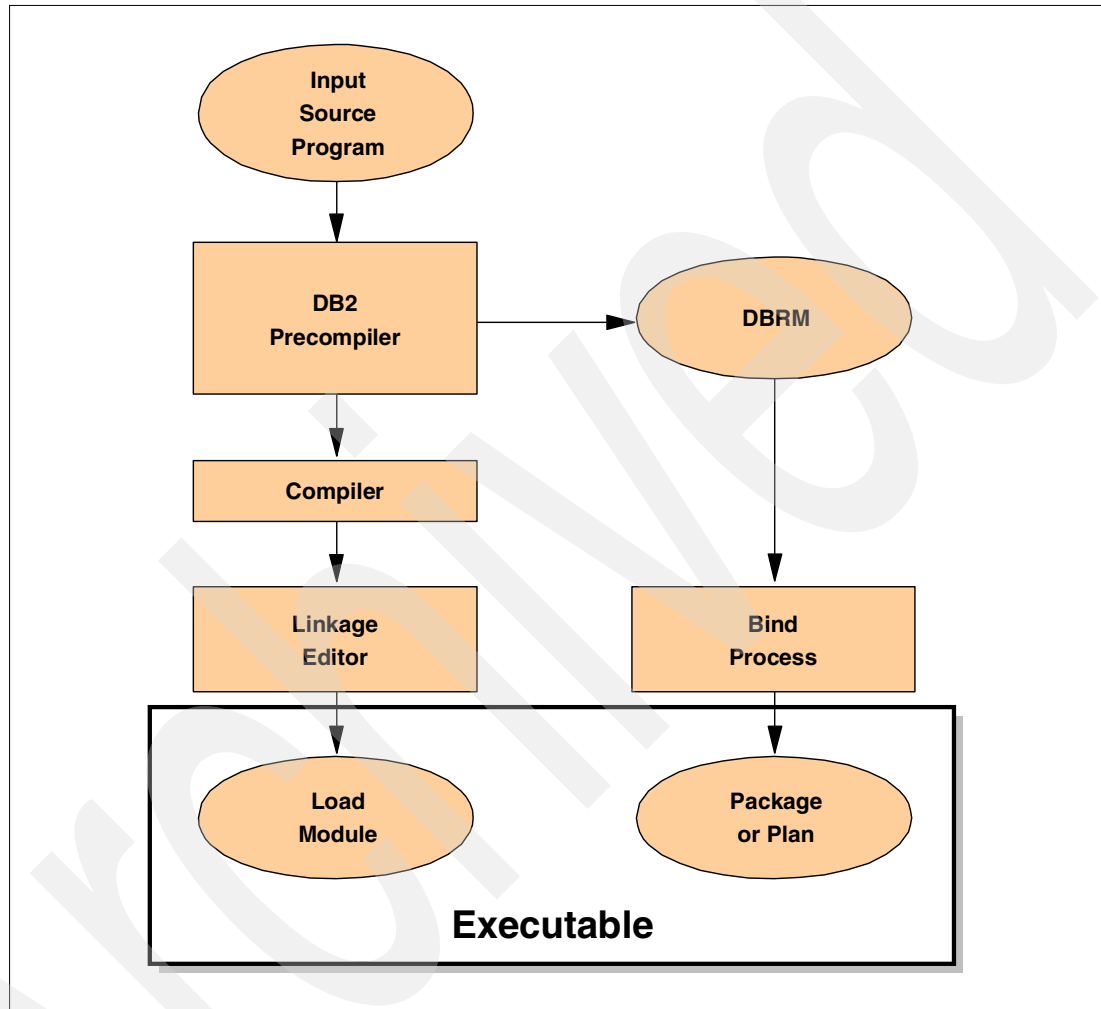 Input
Source
Program
DB2
Precompiler
DBRM
Compiler
Linkage
Editor
Bind
Process
Load
Module
Package
or Plan
Executable